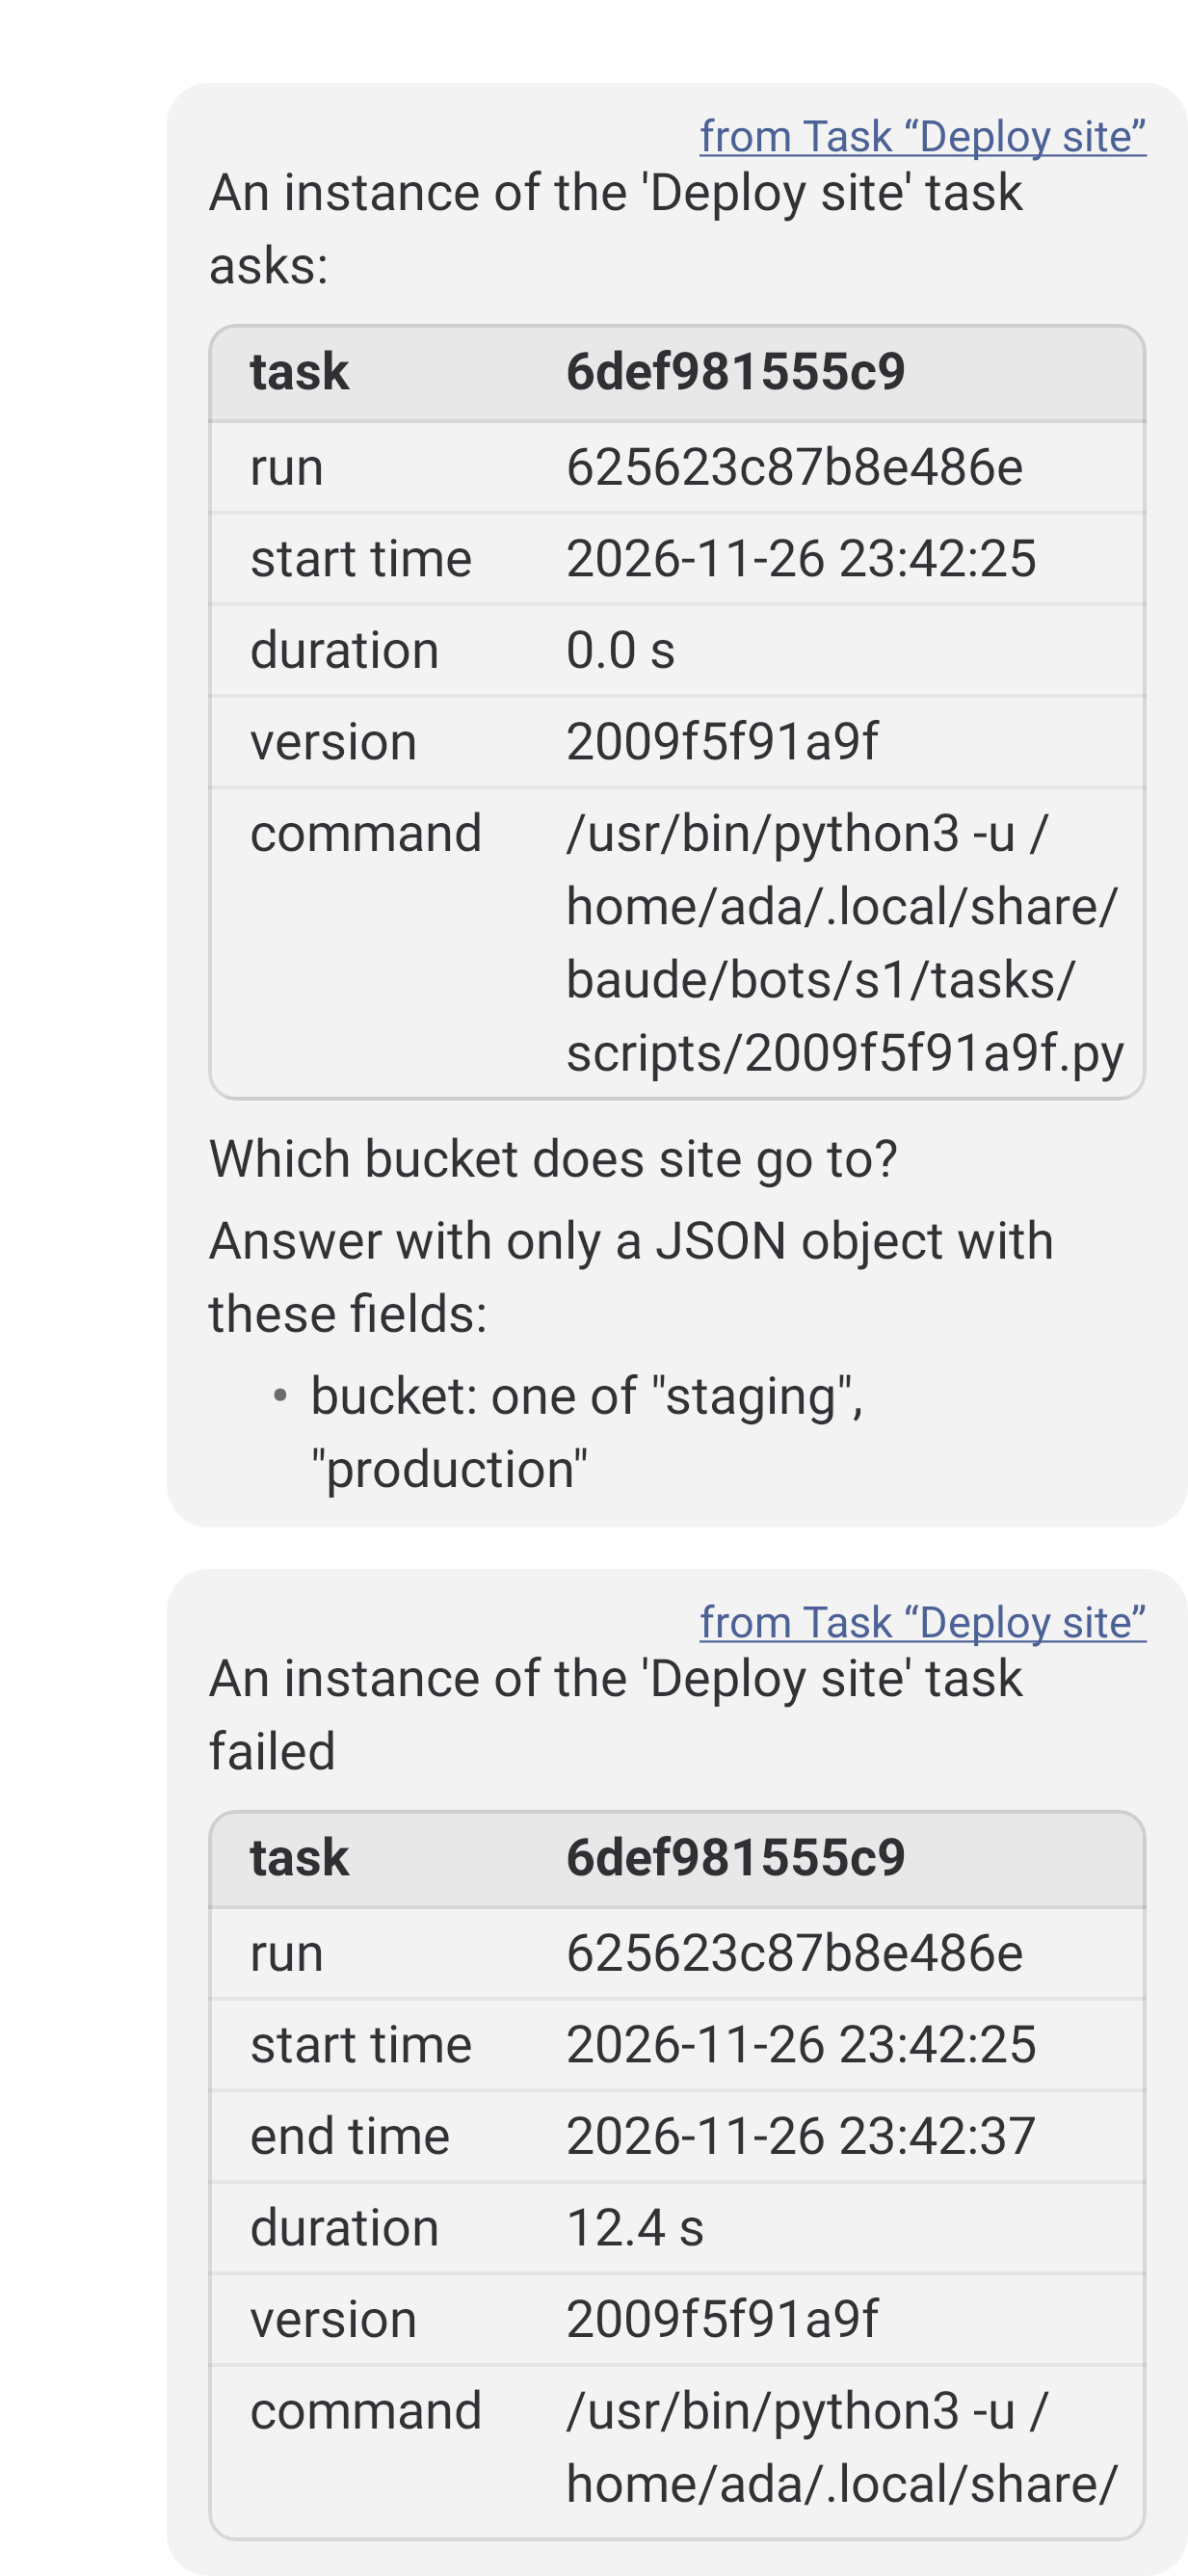 from Task “Deploy site”
An instance of the 'Deploy site' task
asks:
task 6def981555c9
run 625623c87b8e486e
start time 2026-11-26 23:42:25
duration 0.0 s
version 2009f5f91a9f
command /usr/bin/python3 -u /
home/ada/.local/share/
baude/bots/s1/tasks/
scripts/2009f5f91a9f.py
Which bucket does site go to?
Answer with only a JSON object with
these fields:
• bucket: one of "staging",
"production"
from Task “Deploy site”
An instance of the 'Deploy site' task
failed
task 6def981555c9
run 625623c87b8e486e
start time 2026-11-26 23:42:25
end time 2026-11-26 23:42:37
duration 12.4 s
version 2009f5f91a9f
command /usr/bin/python3 -u /
home/ada/.local/share/